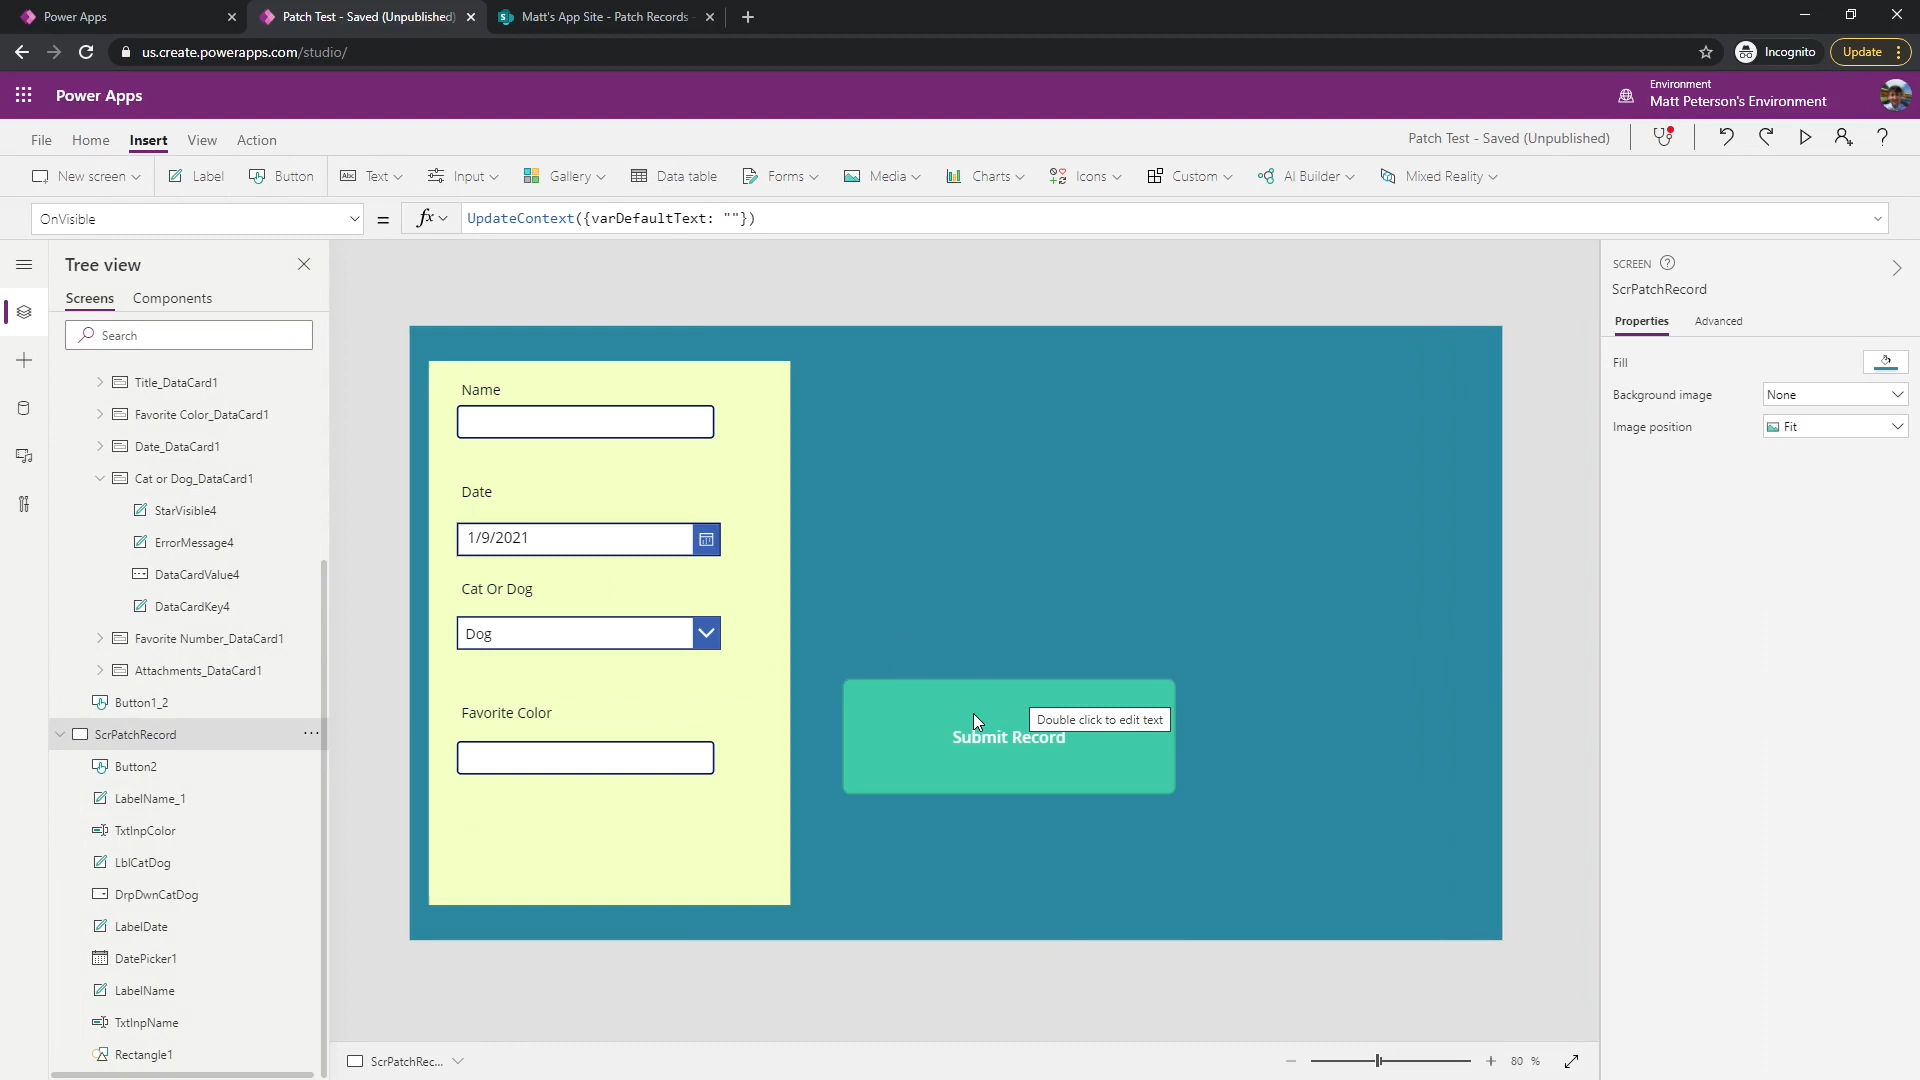 Power Apps
Patch Test - Saved (Unpublished)
Matt's App Site - Patch Records
us.create.powerapps.com/studio/
Incognito
Update
Power Apps
Environment
Matt Peterson's Environment
File
Home
Insert
View
Action
Patch Test - Saved (Unpublished)
New screen
Label
Button
Text
Input
Gallery
Data table
Forms
Media
Charts
Icons
Custom
AI Builder
Mixed Reality
OnVisible
=
fx
UpdateContext({varDefaultText: ""})
Tree view
Screens
Components
Search
Title_DataCard1
Favorite Color_DataCard1
Date_DataCard1
Cat or Dog_DataCard1
StarVisible4
ErrorMessage4
DataCardValue4
DataCardKey4
Favorite Number_DataCard1
Attachments_DataCard1
Button1_2
ScrPatchRecord
Button2
LabelName_1
TxtInpColor
LblCatDog
DrpDwnCatDog
LabelDate
DatePicker1
LabelName
TxtInpName
Rectangle1
Name
Date
1/9/2021
Cat Or Dog
Dog
Favorite Color
Double click to edit text
Submit Record
SCREEN
ScrPatchRecord
Properties
Advanced
Fill
Background image
None
Image position
Fit
ScrPatchRec...
80 %